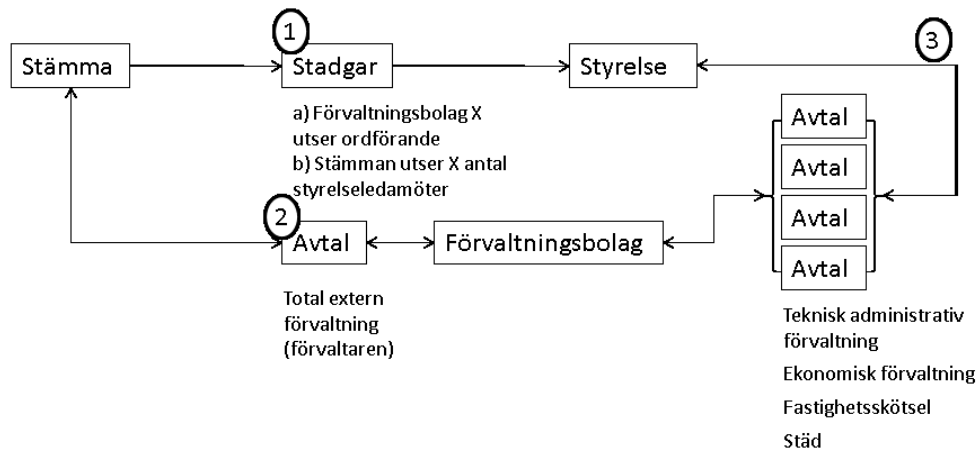 1
3
Stämma
Stadgar
Styrelse
a) Förvaltningsbolag X
utser ordförande
b) Stämman utser X antal
styrelseledamöter
Avtal
Avtal
Avtal
Avtal
2
Avtal
Förvaltningsbolag
Total extern
förvaltning
(förvaltaren)
Teknisk administrativ
förvaltning
Ekonomisk förvaltning
Fastighetsskötsel
Städ